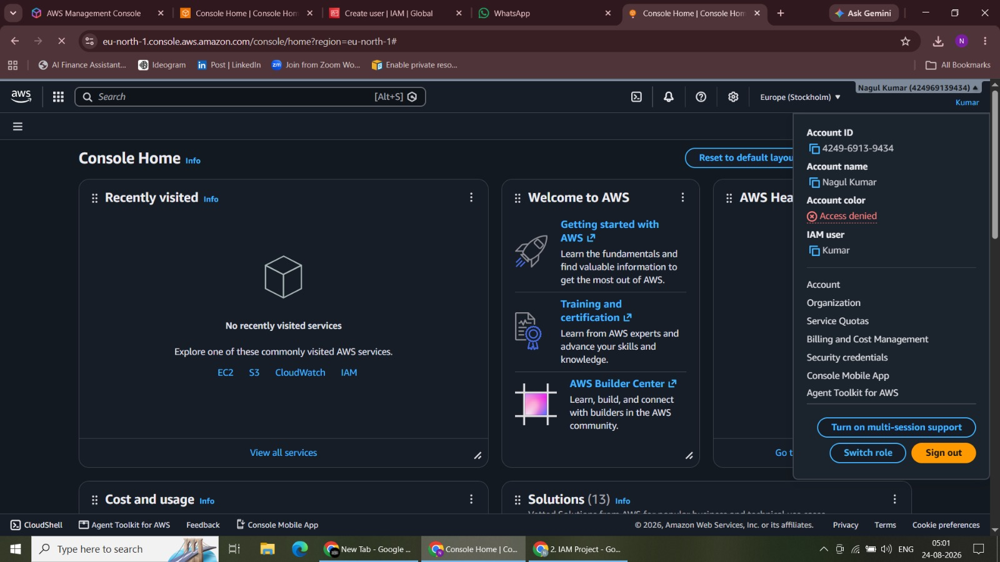 AWS Management Console
Console Home | Console Hom
Create user | IAM | Global
WhatsApp
Console Home | Console Hom
Ask Gemini
eu-north-1.console.aws.amazon.com/console/home?region=eu-north-1#
N
AI Finance Assistant...
Ideogram
Post | LinkedIn
Join from Zoom Wo...
Enable private reso...
All Bookmarks
aws
Search
[Alt+S]
Europe (Stockholm)
Nagul Kumar (424969139434)
Kumar
Console Home Info
Reset to default layou
Account ID
4249-6913-9434
Account name
Nagul Kumar
Account color
Access denied
IAM user
Kumar
Account
Organization
Service Quotas
Billing and Cost Management
Security credentials
Console Mobile App
Agent Toolkit for AWS
Turn on multi-session support
Switch role
Sign out
Recently visited Info
No recently visited services
Explore one of these commonly visited AWS services.
EC2 S3 CloudWatch IAM
View all services
Welcome to AWS
Getting started with
AWS
Learn the fundamentals and
find valuable information to
get the most out of AWS.
Training and
certification
Learn from AWS experts and
advance your skills and
knowledge.
AWS Builder Center
Learn, build, and connect
with builders in the AWS
community.
AWS Hea
Go t
Cost and usage Info
Solutions (13) Info
CloudShell
Agent Toolkit for AWS
Feedback
Console Mobile App
© 2026, Amazon Web Services, Inc. or its affiliates.
Privacy
Terms
Cookie preferences
Type here to search
New Tab - Google ...
Console Home | Co...
2. IAM Project - Go...
ENG
05:01
24-08-2026